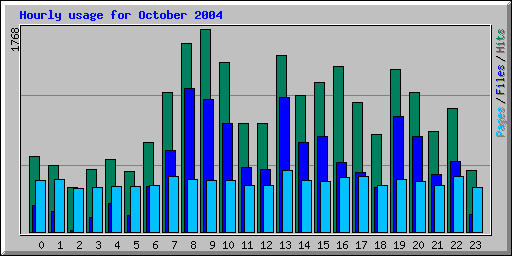 Hourly usage for October 2004
1768
Pages / Files / Hits
0 1 2 3 4 5 6 7 8 9 10 11 12 13 14 15 16 17 18 19 20 21 22 23